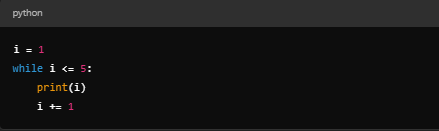 python
i = 1
while i <= 5:
    print(i)
    i += 1